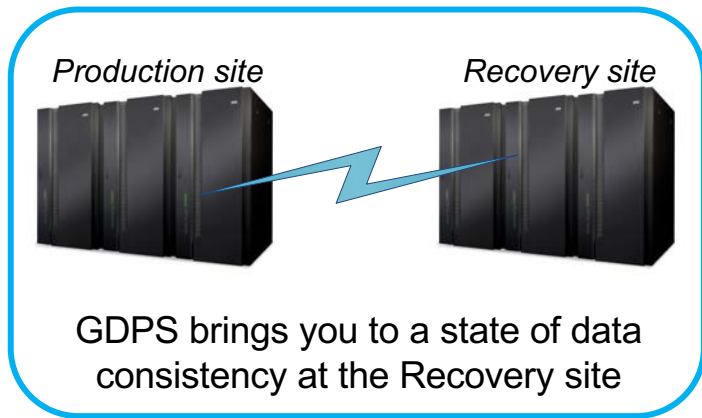 Production site
Recovery site
GDPS brings you to a state of data
consistency at the Recovery site